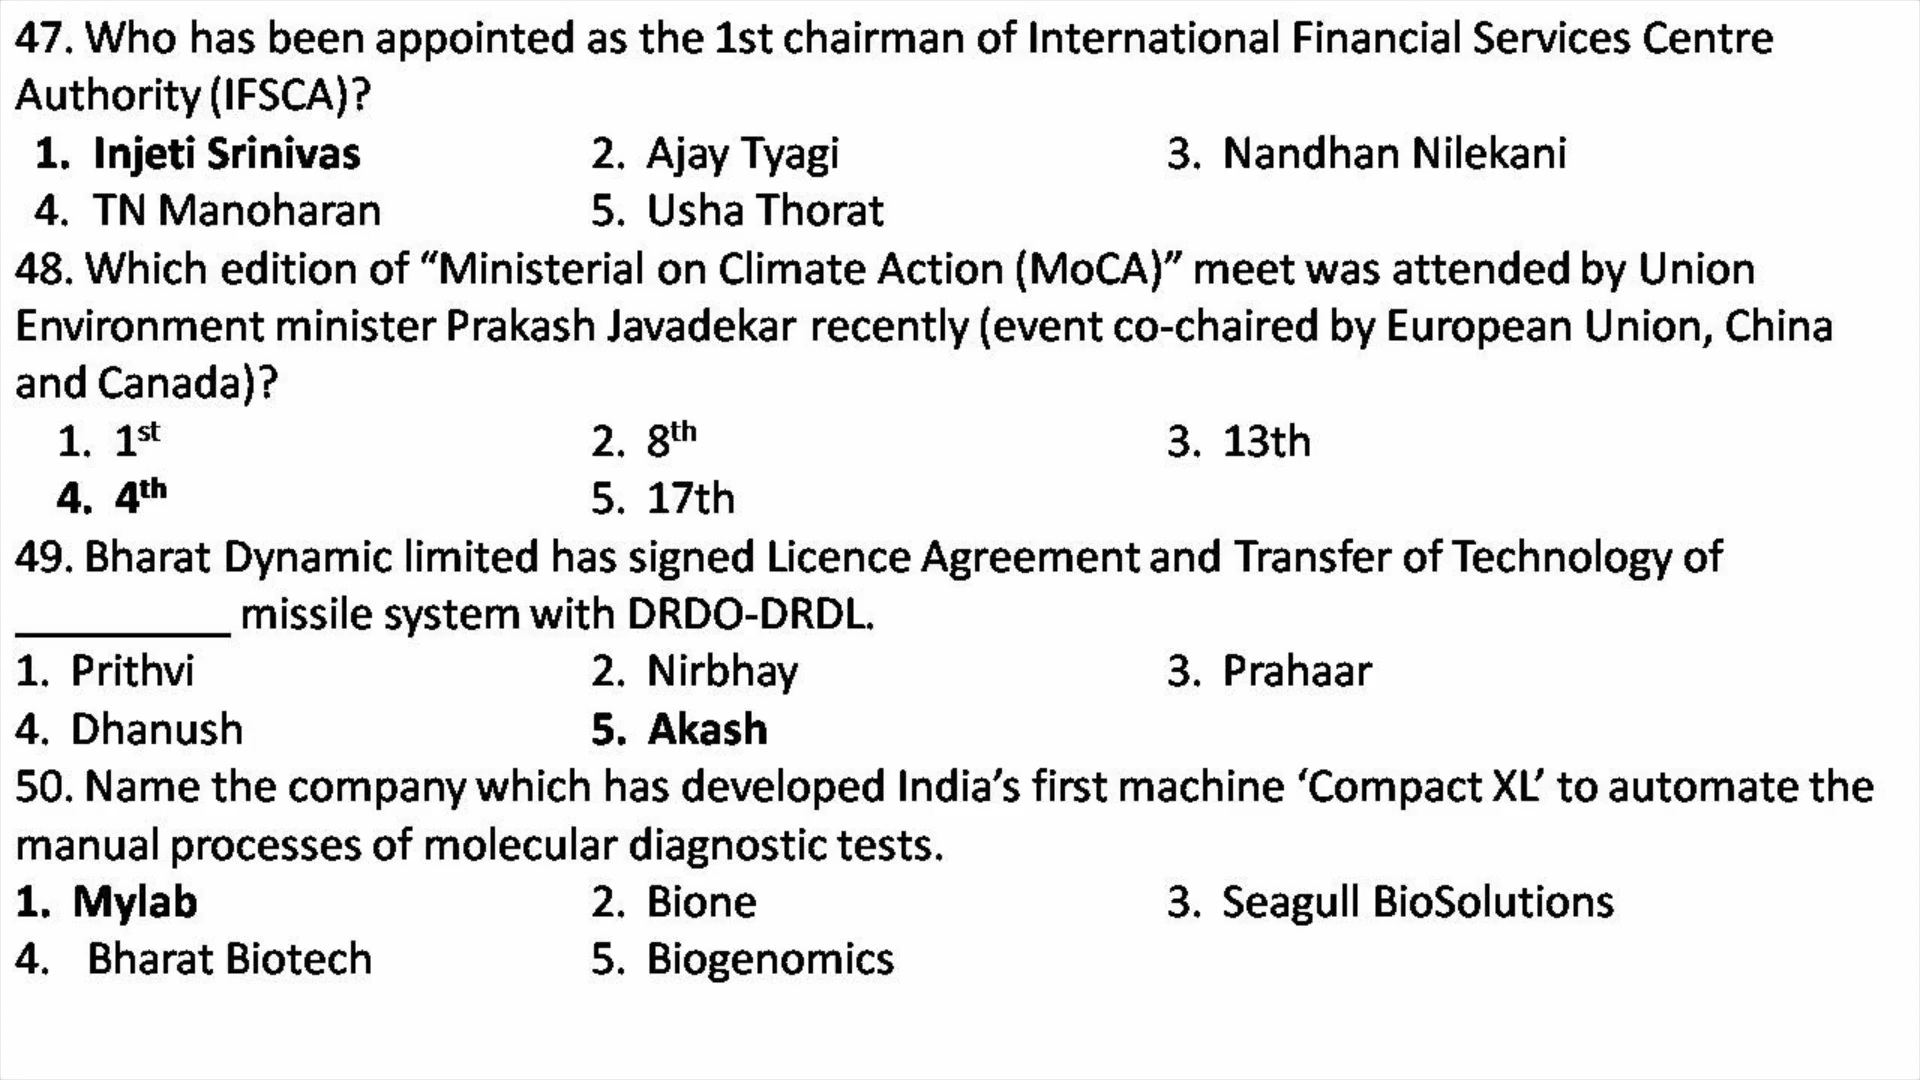 47. Who has been appointed as the 1st chairman of International Financial Services Centre
Authority (IFSCA)?
1. Injeti Srinivas 2. Ajay Tyagi 3. Nandhan Nilekani
4. TN Manoharan 5. Usha Thorat
48. Which edition of “Ministerial on Climate Action (MoCA)” meet was attended by Union
Environment minister Prakash Javadekar recently (event co-chaired by European Union, China
and Canada)?
1. 1st 2. 8th 3. 13th
4. 4th 5. 17th
49. Bharat Dynamic limited has signed Licence Agreement and Transfer of Technology of
_________ missile system with DRDO-DRDL.
1. Prithvi 2. Nirbhay 3. Prahaar
4. Dhanush 5. Akash
50. Name the company which has developed India’s first machine ‘Compact XL’ to automate the
manual processes of molecular diagnostic tests.
1. Mylab 2. Bione 3. Seagull BioSolutions
4. Bharat Biotech 5. Biogenomics